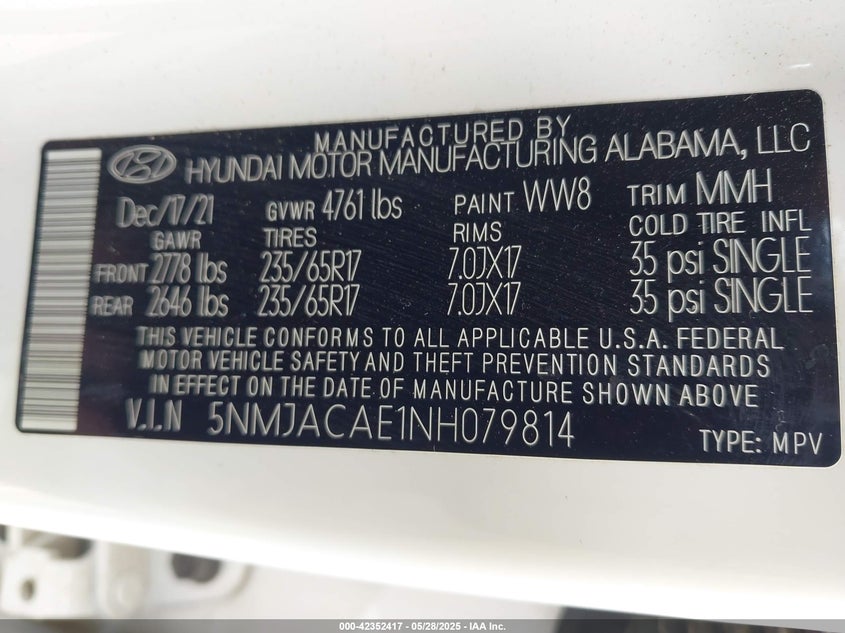 MANUFACTURED BY
HYUNDAI MOTOR MANUFACTURING ALABAMA, LLC
Dec/17/21 GVWR 4761 lbs PAINT WW8 TRIM MMH
GAWR TIRES RIMS COLD TIRE INFL
FRONT 2778 lbs 235/65R17 7.0JX17 35 psi SINGLE
REAR 2646 lbs 235/65R17 7.0JX17 35 psi SINGLE
THIS VEHICLE CONFORMS TO ALL APPLICABLE U.S.A. FEDERAL
MOTOR VEHICLE SAFETY AND THEFT PREVENTION STANDARDS
IN EFFECT ON THE DATE OF MANUFACTURE SHOWN ABOVE
V.I.N 5NMJACAE1NH079814
TYPE: MPV
000-42352417 - 05/28/2025 - IAA Inc.